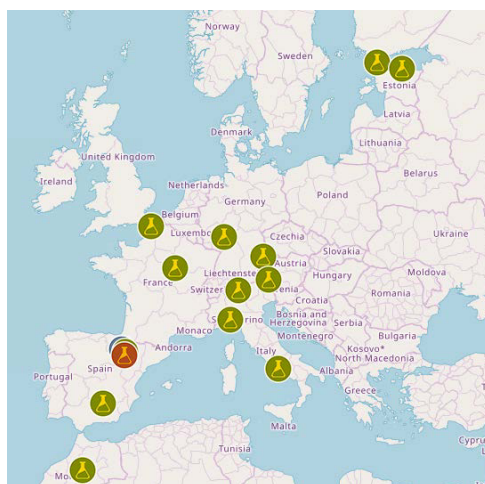 Norway
Sweden
Estonia
Latvia
Denmark
Lithuania
United Kingdom
Belarus
Ireland
Netherlands
Poland
Germany
Belgium
Ukraine
Luxembo
Czechia
Slovakia
Austria
Moldova
Liechtenste
France
Hungary
Switz
enia
Romania
Croatia
Bosnia and
Herzegovina
Serbia
Monaco
rino
Montenegro
Bulgaria
Andorra
Italy
Kosovo*
North Macedonia
Spain
Albania
Portugal
Greece
Malta
Cypru
Tunisia
Mo